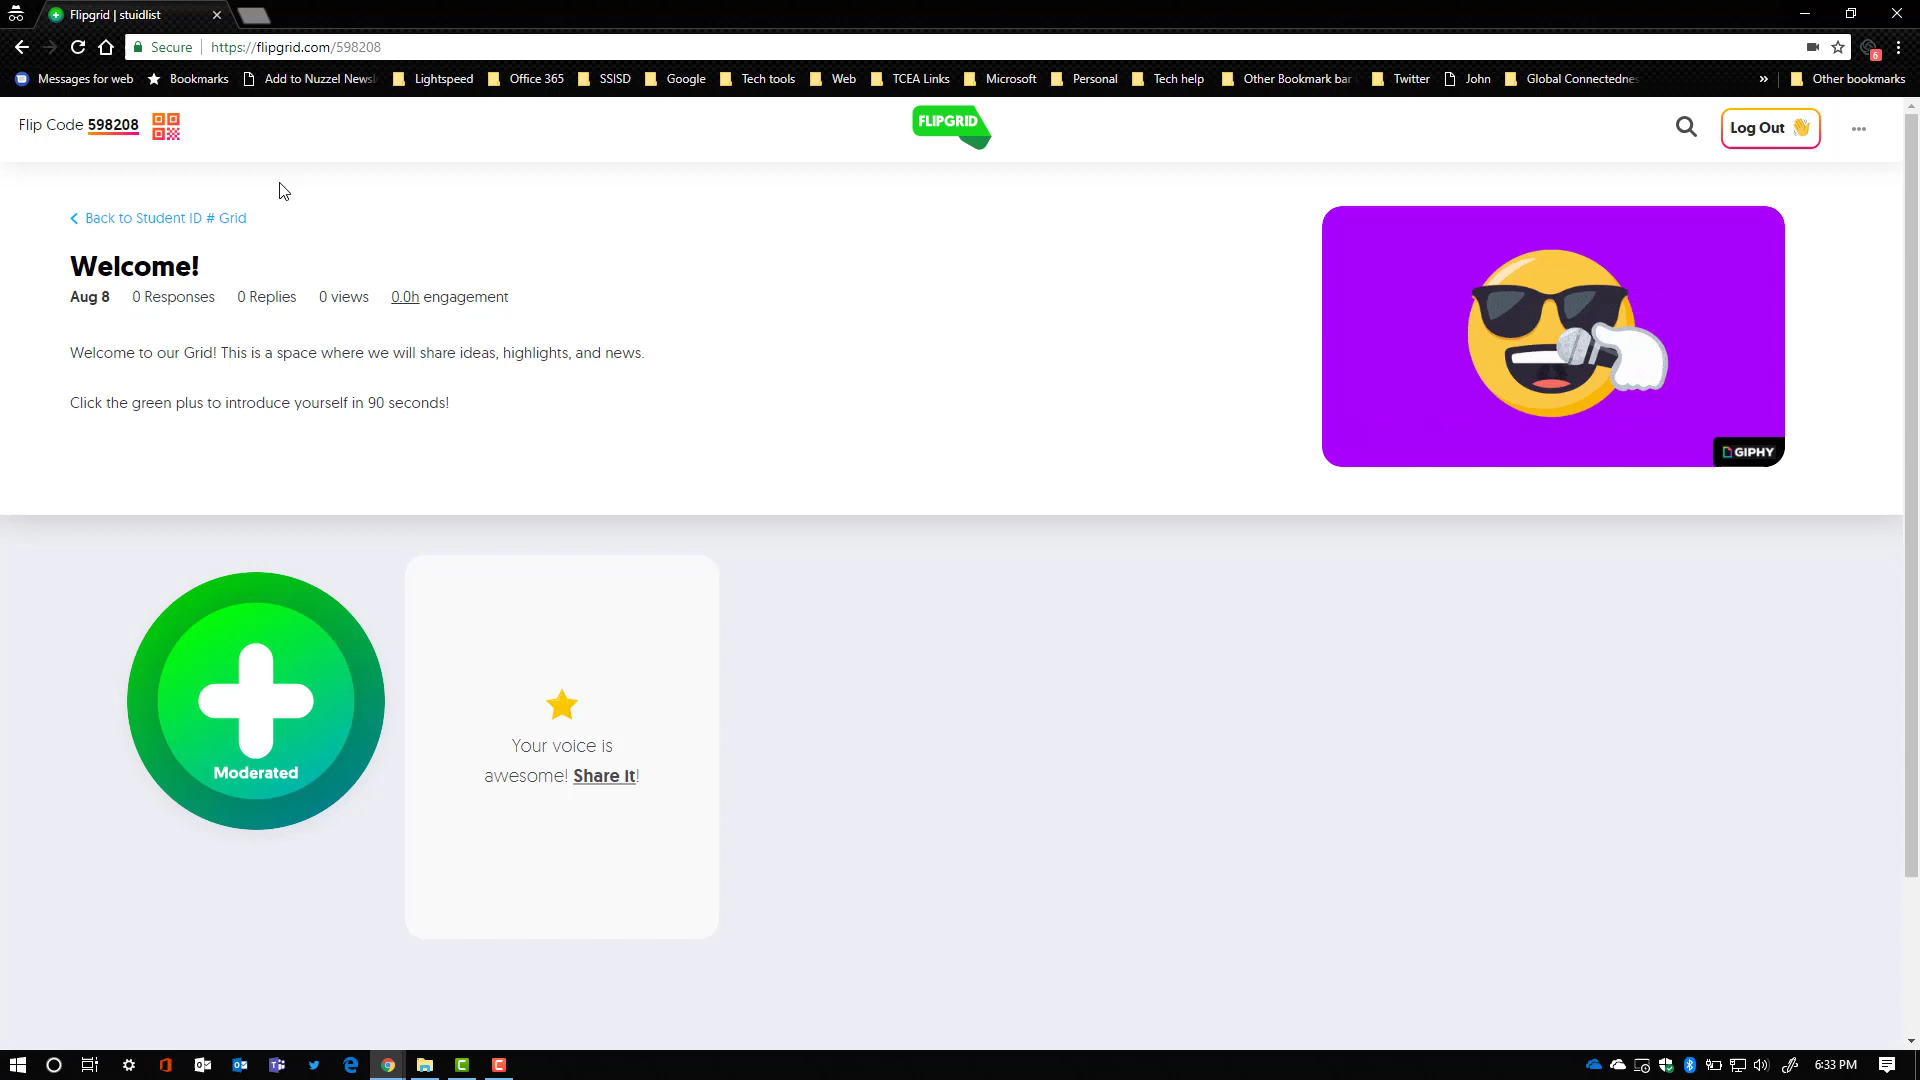 Flipgrid | stuidlist
Secure
https://flipgrid.com/598208
6
Messages for web
Bookmarks
Add to Nuzzel Newsl
Lightspeed
Office 365
SSISD
Google
Tech tools
Web
TCEA Links
Microsoft
Personal
Tech help
Other Bookmark bar
Twitter
John
Global Connectednes
»
Other bookmarks
Flip Code 598208
FLIPGRID
Log Out
Back to Student ID # Grid
Welcome!
Aug 8 0 Responses 0 Replies 0 views 0.0h engagement
Welcome to our Grid! This is a space where we will share ideas, highlights, and news.
Click the green plus to introduce yourself in 90 seconds!
GIPHY
Moderated
Your voice is
awesome! Share it!
6:33 PM